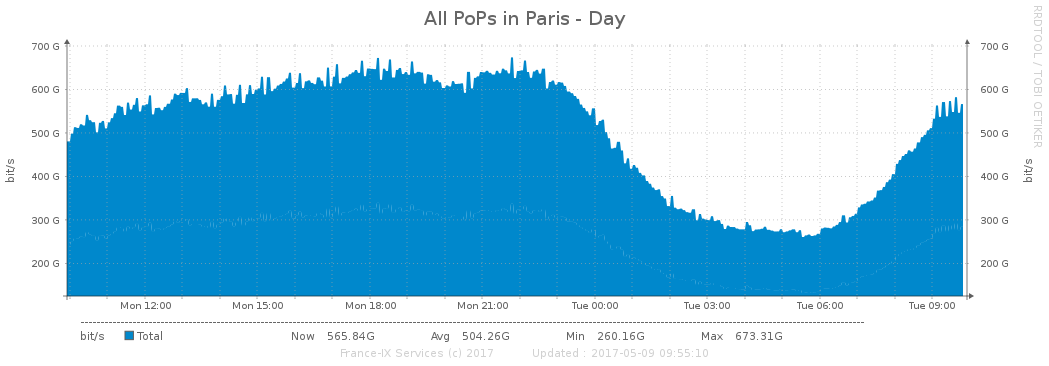 All PoPs in Paris - Day
RRDTOOL / TOBI OETIKER
bit/s
700 G 700 G
600 G 600 G
500 G 500 G
400 G 400 G
300 G 300 G
200 G 200 G
bit/s
Mon 12:00 Mon 15:00 Mon 18:00 Mon 21:00 Tue 00:00 Tue 03:00 Tue 06:00 Tue 09:00
bit/s Total Now 565.84G Avg 504.26G Min 260.16G Max 673.31G
France-IX Services (c) 2017 Updated : 2017-05-09 09:55:10